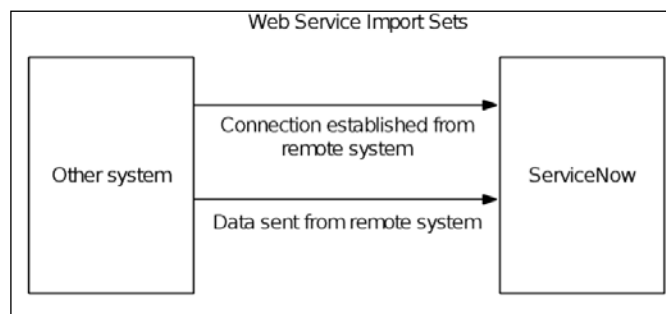 Web Service Import Sets
Connection established from
remote system
Other system
ServiceNow
Data sent from remote system